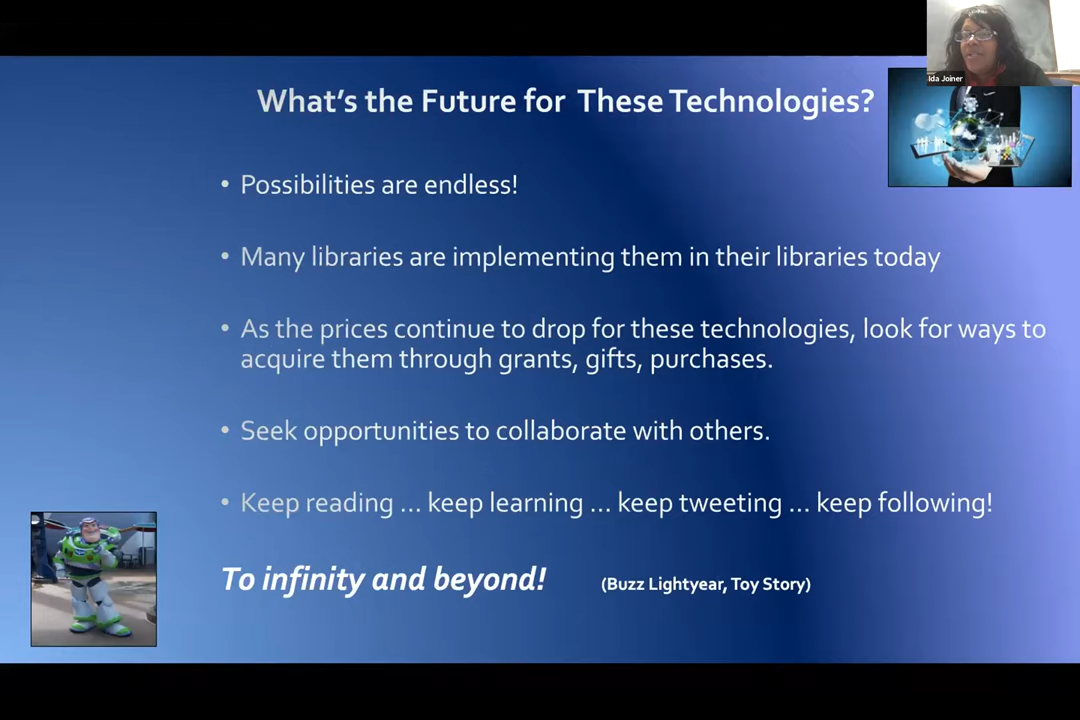 lda Joiner
What's the Future for These Technologies?
• Possibilities are endless!
• Many libraries are implementing them in their libraries today
• As the prices continue to drop for these technologies, look for ways to
acquire them through grants, gifts, purchases.
• Seek opportunities to collaborate with others.
• Keep reading ... keep learning ... keep tweeting ... keep following!
To infinity and beyond! (Buzz Lightyear, Toy Story)